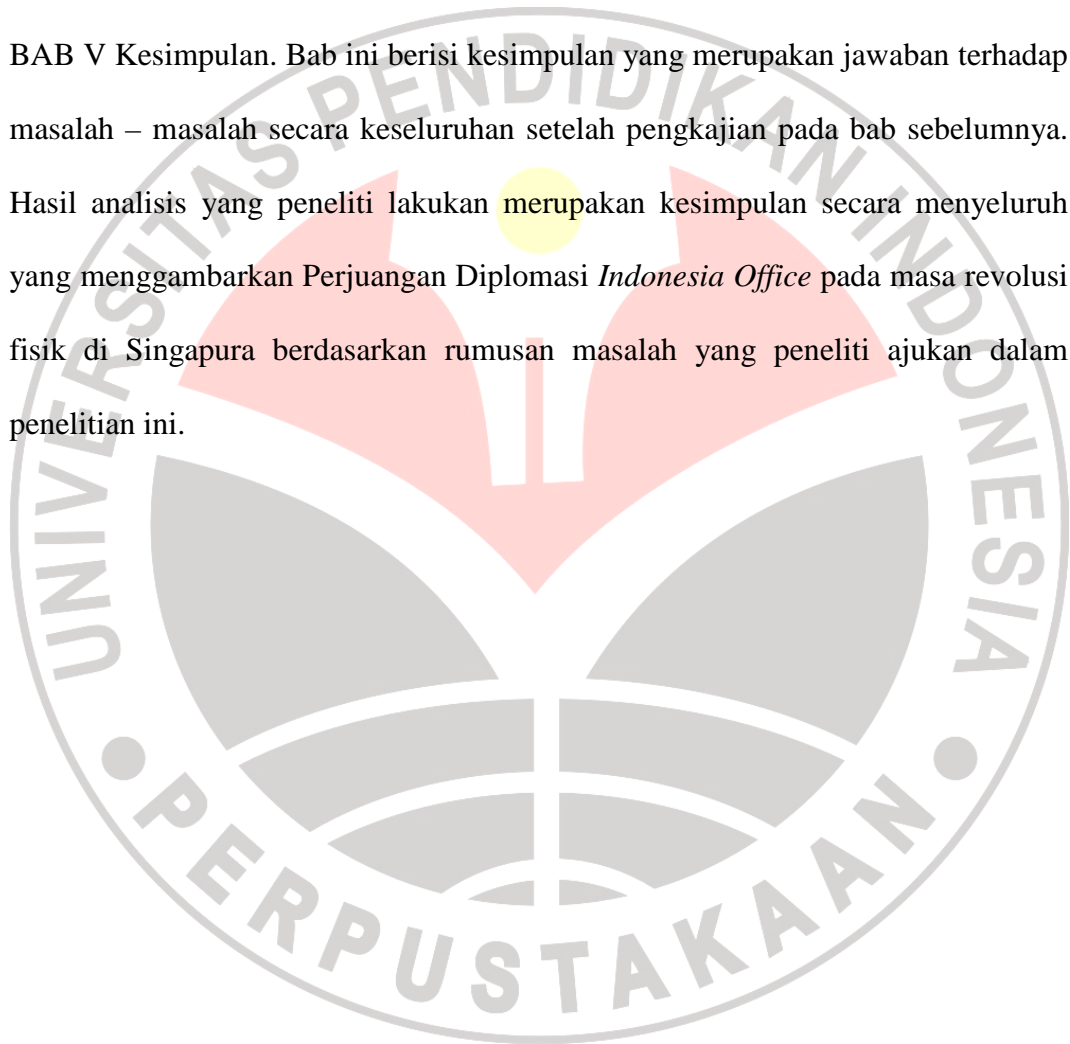 BAB V Kesimpulan. Bab ini berisi kesimpulan yang merupakan jawaban terhadap
masalah – masalah secara keseluruhan setelah pengkajian pada bab sebelumnya.
Hasil analisis yang peneliti lakukan merupakan kesimpulan secara menyeluruh
yang menggambarkan Perjuangan Diplomasi Indonesia Office pada masa revolusi
fisik di Singapura berdasarkan rumusan masalah yang peneliti ajukan dalam
penelitian ini.
UNIVERSITAS PENDIDIKAN INDONESIA
PERPUSTAKAAN